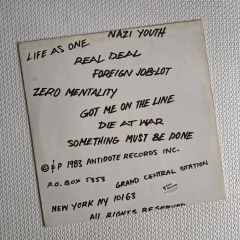 LIFE AS ONE NAZI YOUTH
REAL DEAL
FOREIGN JOB-LOT
ZERO MENTALITY
GOT ME ON THE LINE
DIE AT WAR
SOMETHING MUST BE DONE
© & ℗ 1983 ANTIDOTE RECORDS INC.
P.O. BOX 5353 GRAND CENTRAL STATION
NEW YORK NY 10163
ALL RIGHTS RESERVED